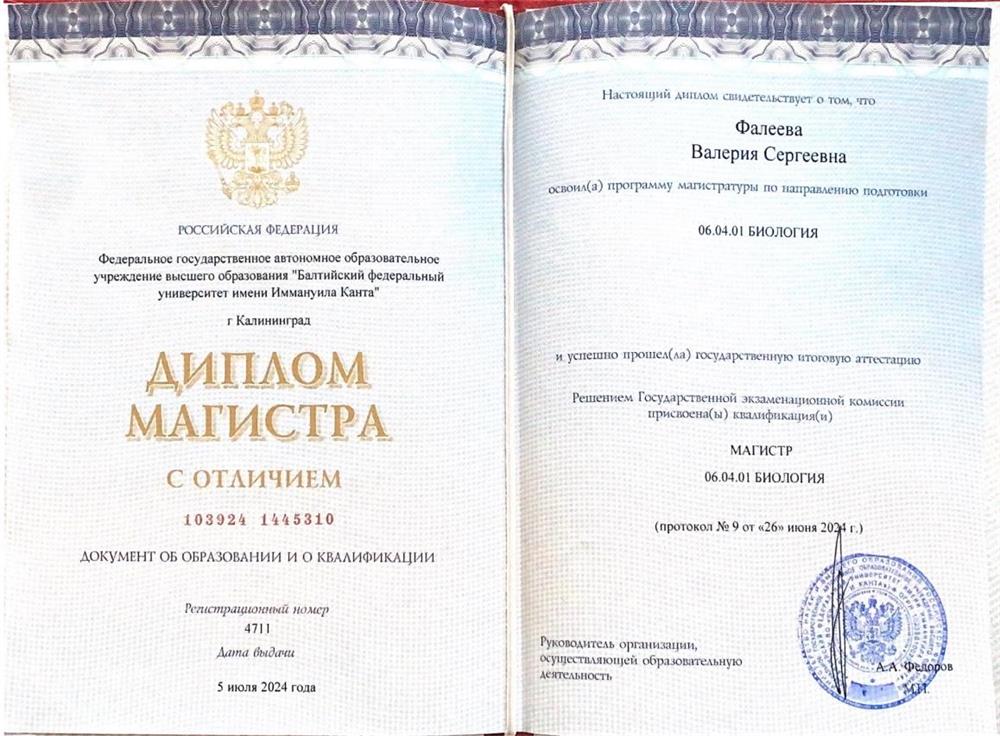 РОССИЙСКАЯ ФЕДЕРАЦИЯ
Федеральное государственное автономное образовательное
учреждение высшего образования "Балтийский федеральный
университет имени Иммануила Канта"
г Калининград
ДИПЛОМ
МАГИСТРА
С ОТЛИЧИЕМ
103924 1445310
ДОКУМЕНТ ОБ ОБРАЗОВАНИИ И О КВАЛИФИКАЦИИ
Регистрационный номер
4711
Дата выдачи
5 июля 2024 года
Настоящий диплом свидетельствует о том, что
Фалеева
Валерия Сергеевна
освоил(а) программу магистратуры по направлению подготовки
06.04.01 БИОЛОГИЯ
и успешно прошел(ла) государственную итоговую аттестацию
Решением Государственной экзаменационной комиссии
присвоена(ы) квалификация(и)
МАГИСТР
06.04.01 БИОЛОГИЯ
(протокол № 9 от «26» июня 2024 г.)
Руководитель организации,
осуществляющей образовательную
деятельность
А.А. Федоров
М.П.